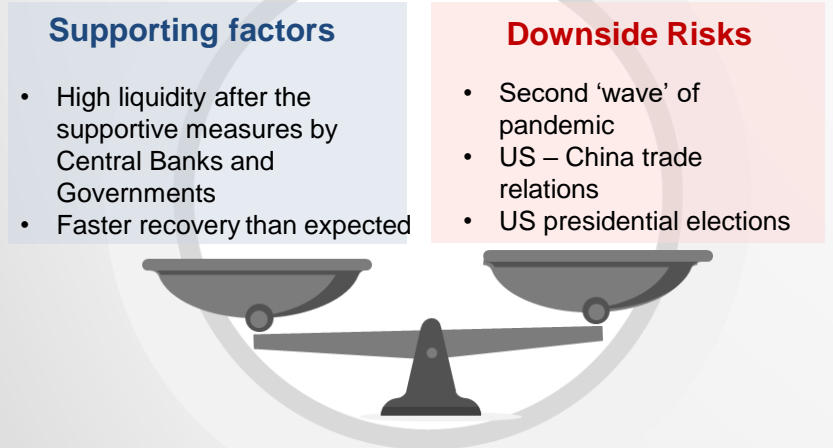 Supporting factors
• High liquidity after the
supportive measures by
Central Banks and
Governments
• Faster recovery than expected
Downside Risks
• Second ‘wave’ of
pandemic
• US – China trade
relations
• US presidential elections